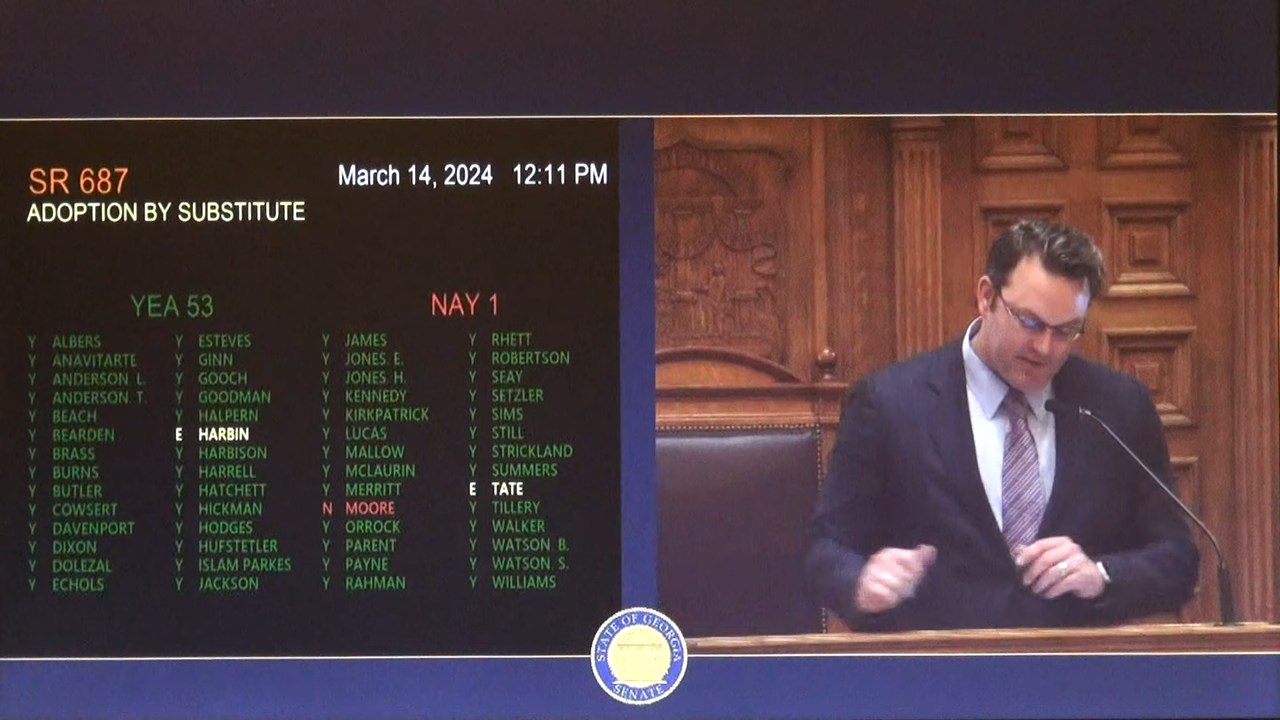 SR 687
March 14, 2024 12:11 PM
ADOPTION BY SUBSTITUTE
YEA 53
NAY 1
Y ALBERS Y ESTEVES Y JAMES Y RHETT
Y ANAVITARTE Y GINN Y JONES. E. Y ROBERTSON
Y ANDERSON. L. Y GOOCH Y JONES. H. Y SEAY
Y ANDERSON. T. Y GOODMAN Y KENNEDY Y SETZLER
Y BEACH Y HALPERN Y KIRKPATRICK Y SIMS
Y BEARDEN E HARBIN Y LUCAS Y STILL
Y BRASS Y HARBISON Y MALLOW Y STRICKLAND
Y BURNS Y HARRELL Y MCLAURIN Y SUMMERS
Y BUTLER Y HATCHETT Y MERRITT E TATE
Y COWSERT Y HICKMAN N MOORE Y TILLERY
Y DAVENPORT Y HODGES Y ORROCK Y WALKER
Y DIXON Y HUFSTETLER Y PARENT Y WATSON. B.
Y DOLEZAL Y ISLAM PARKES Y PAYNE Y WATSON. S.
Y ECHOLS Y JACKSON Y RAHMAN Y WILLIAMS
STATE OF GEORGIA
SENATE